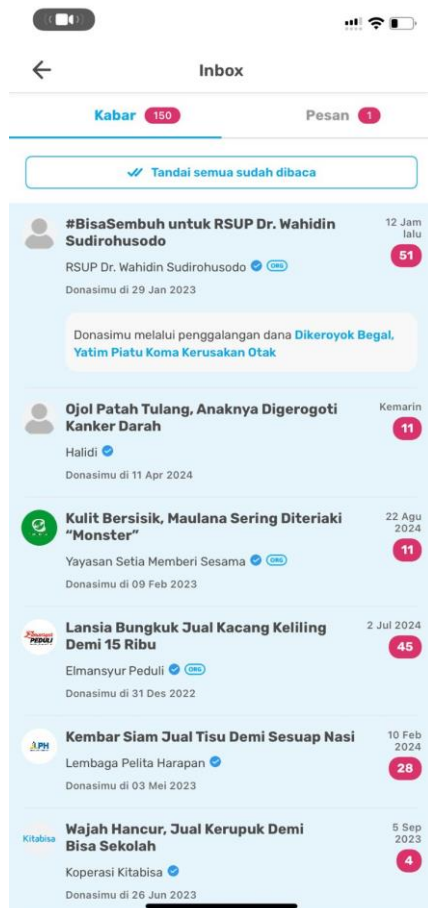 Inbox
Kabar 150
Pesan 1
Tandai semua sudah dibaca
#BisaSembuh untuk RSUP Dr. Wahidin
Sudirohusodo
12 Jam
lalu
51
RSUP Dr. Wahidin Sudirohusodo ORG
Donasimu di 29 Jan 2023
Donasimu melalui penggalangan dana Dikeroyok Begal,
Yatim Piatu Koma Kerusakan Otak
Ojol Patah Tulang, Anaknya Digerogoti
Kanker Darah
Kemarin
11
Halidi
Donasimu di 11 Apr 2024
Kulit Bersisik, Maulana Sering Diteriaki
“Monster”
22 Agu
2024
11
Yayasan Setia Memberi Sesama ORG
Donasimu di 09 Feb 2023
PEDULI
Lansia Bungkuk Jual Kacang Keliling
Demi 15 Ribu
2 Jul 2024
45
Elmansyur Peduli ORG
Donasimu di 31 Des 2022
LPH
Kembar Siam Jual Tisu Demi Sesuap Nasi
10 Feb
2024
28
Lembaga Pelita Harapan
Donasimu di 03 Mei 2023
Kitabisa
Wajah Hancur, Jual Kerupuk Demi
Bisa Sekolah
5 Sep
2023
4
Koperasi Kitabisa
Donasimu di 26 Jun 2023